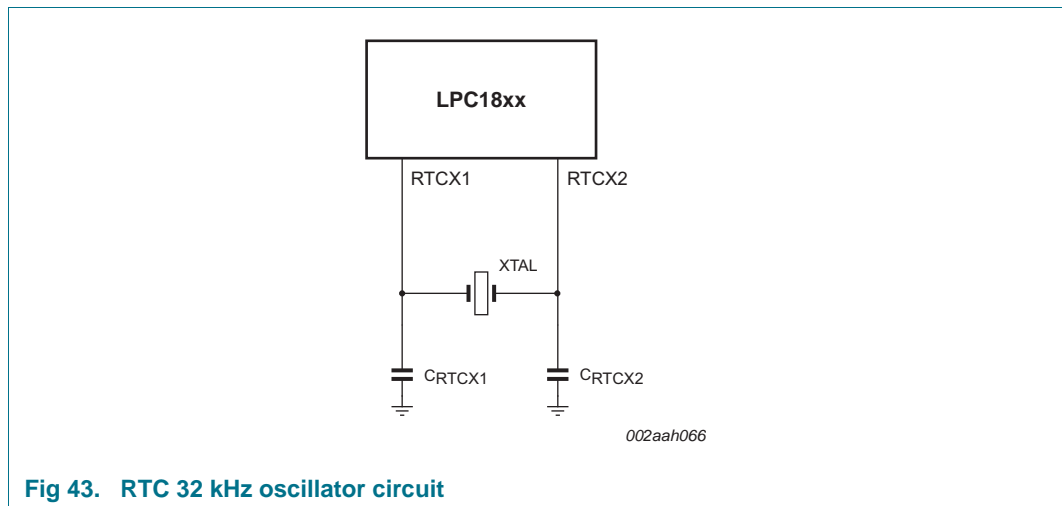 LPC18xx
RTCX1
RTCX2
XTAL
CRTCX1
CRTCX2
002aah066
Fig 43. RTC 32 kHz oscillator circuit